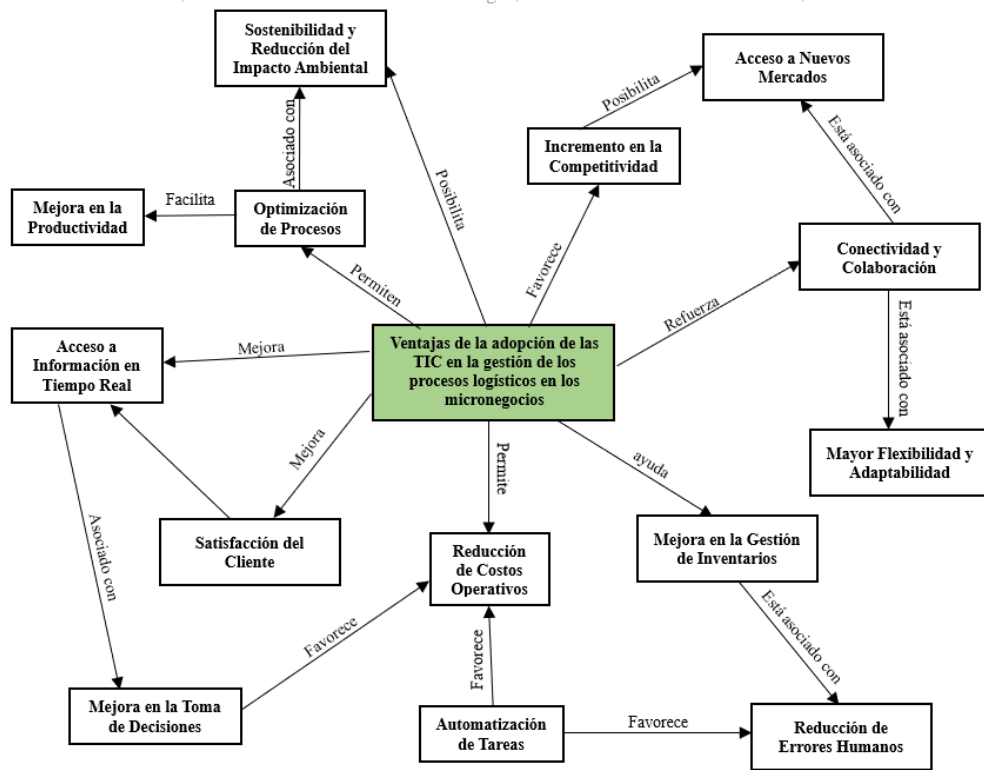 Sostenibilidad y
Reducción del
Impacto Ambiental
Acceso a Nuevos
Mercados
Posibilita
Incremento en la
Competitividad
Está asociado con
Asociado con
Posibilita
Mejora en la
Productividad
Facilita
Optimización
de Procesos
Conectividad y
Colaboración
Favorece
Permiten
Refuerza
Ventajas de la adopción de las
TIC en la gestión de los
procesos logísticos en los
micronegocios
Acceso a
Información en
Tiempo Real
Mejora
Está asociado con
Mejora
Permite
ayuda
Mayor Flexibilidad y
Adaptabilidad
Asociado con
Satisfacción del
Cliente
Reducción
de Costos
Operativos
Mejora en la Gestión
de Inventarios
Favorece
Favorece
Está asociado con
Mejora en la Toma
de Decisiones
Automatización
de Tareas
Favorece
Reducción de
Errores Humanos